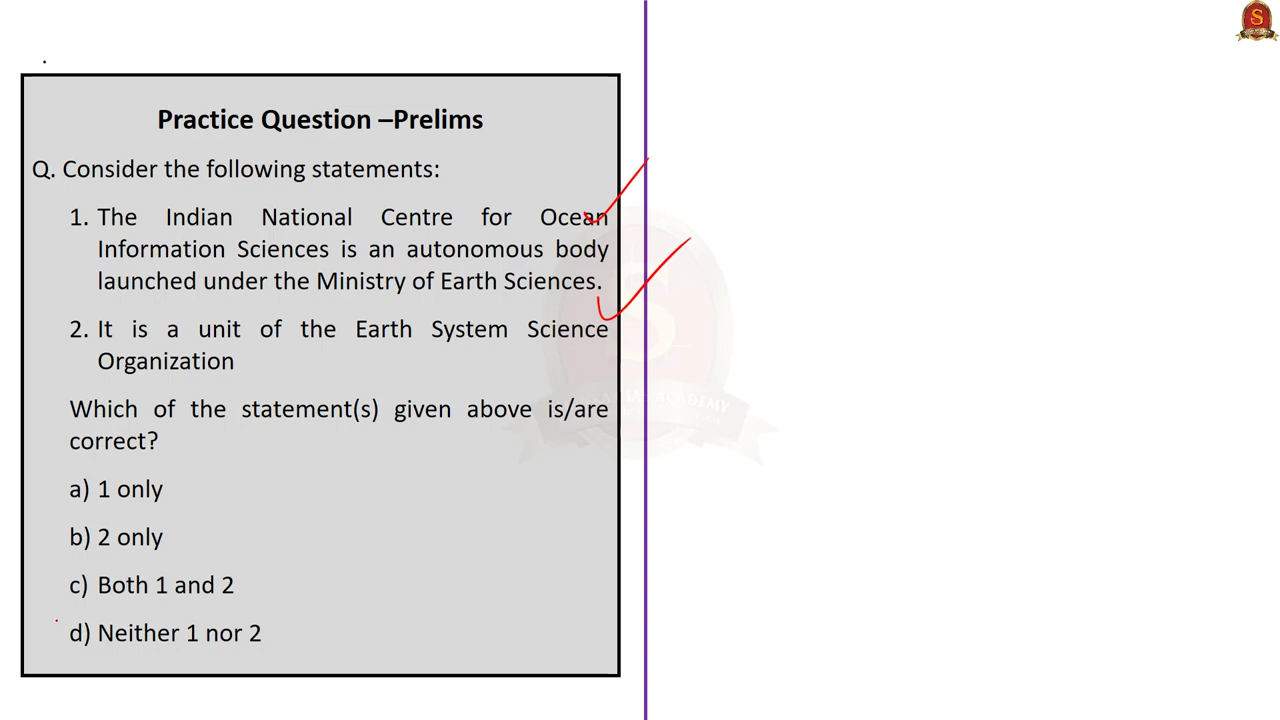 S
Practice Question –Prelims
Q. Consider the following statements:
1. The Indian National Centre for Ocean
Information Sciences is an autonomous body
launched under the Ministry of Earth Sciences.
2. It is a unit of the Earth System Science
Organization
Which of the statement(s) given above is/are
correct?
a) 1 only
b) 2 only
c) Both 1 and 2
d) Neither 1 nor 2
ACADEMY